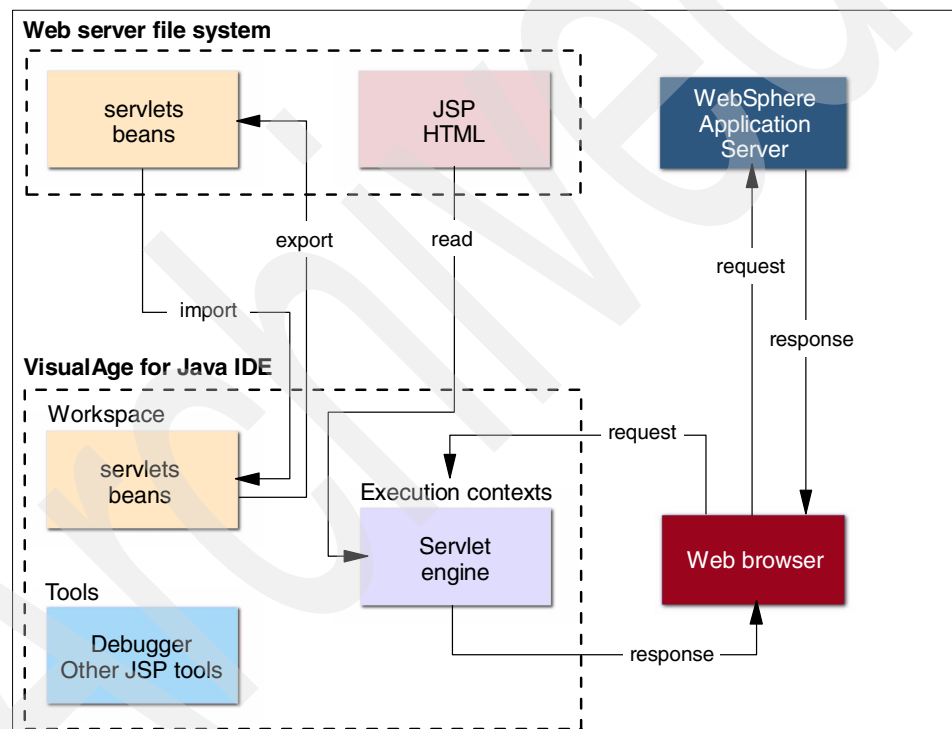 Web server file system
servlets
beans
JSP
HTML
WebSphere
Application
Server
export
read
request
import
response
VisualAge for Java IDE
Workspace
servlets
beans
request
Execution contexts
Servlet
engine
Web browser
Tools
Debugger
Other JSP tools
response
Archived